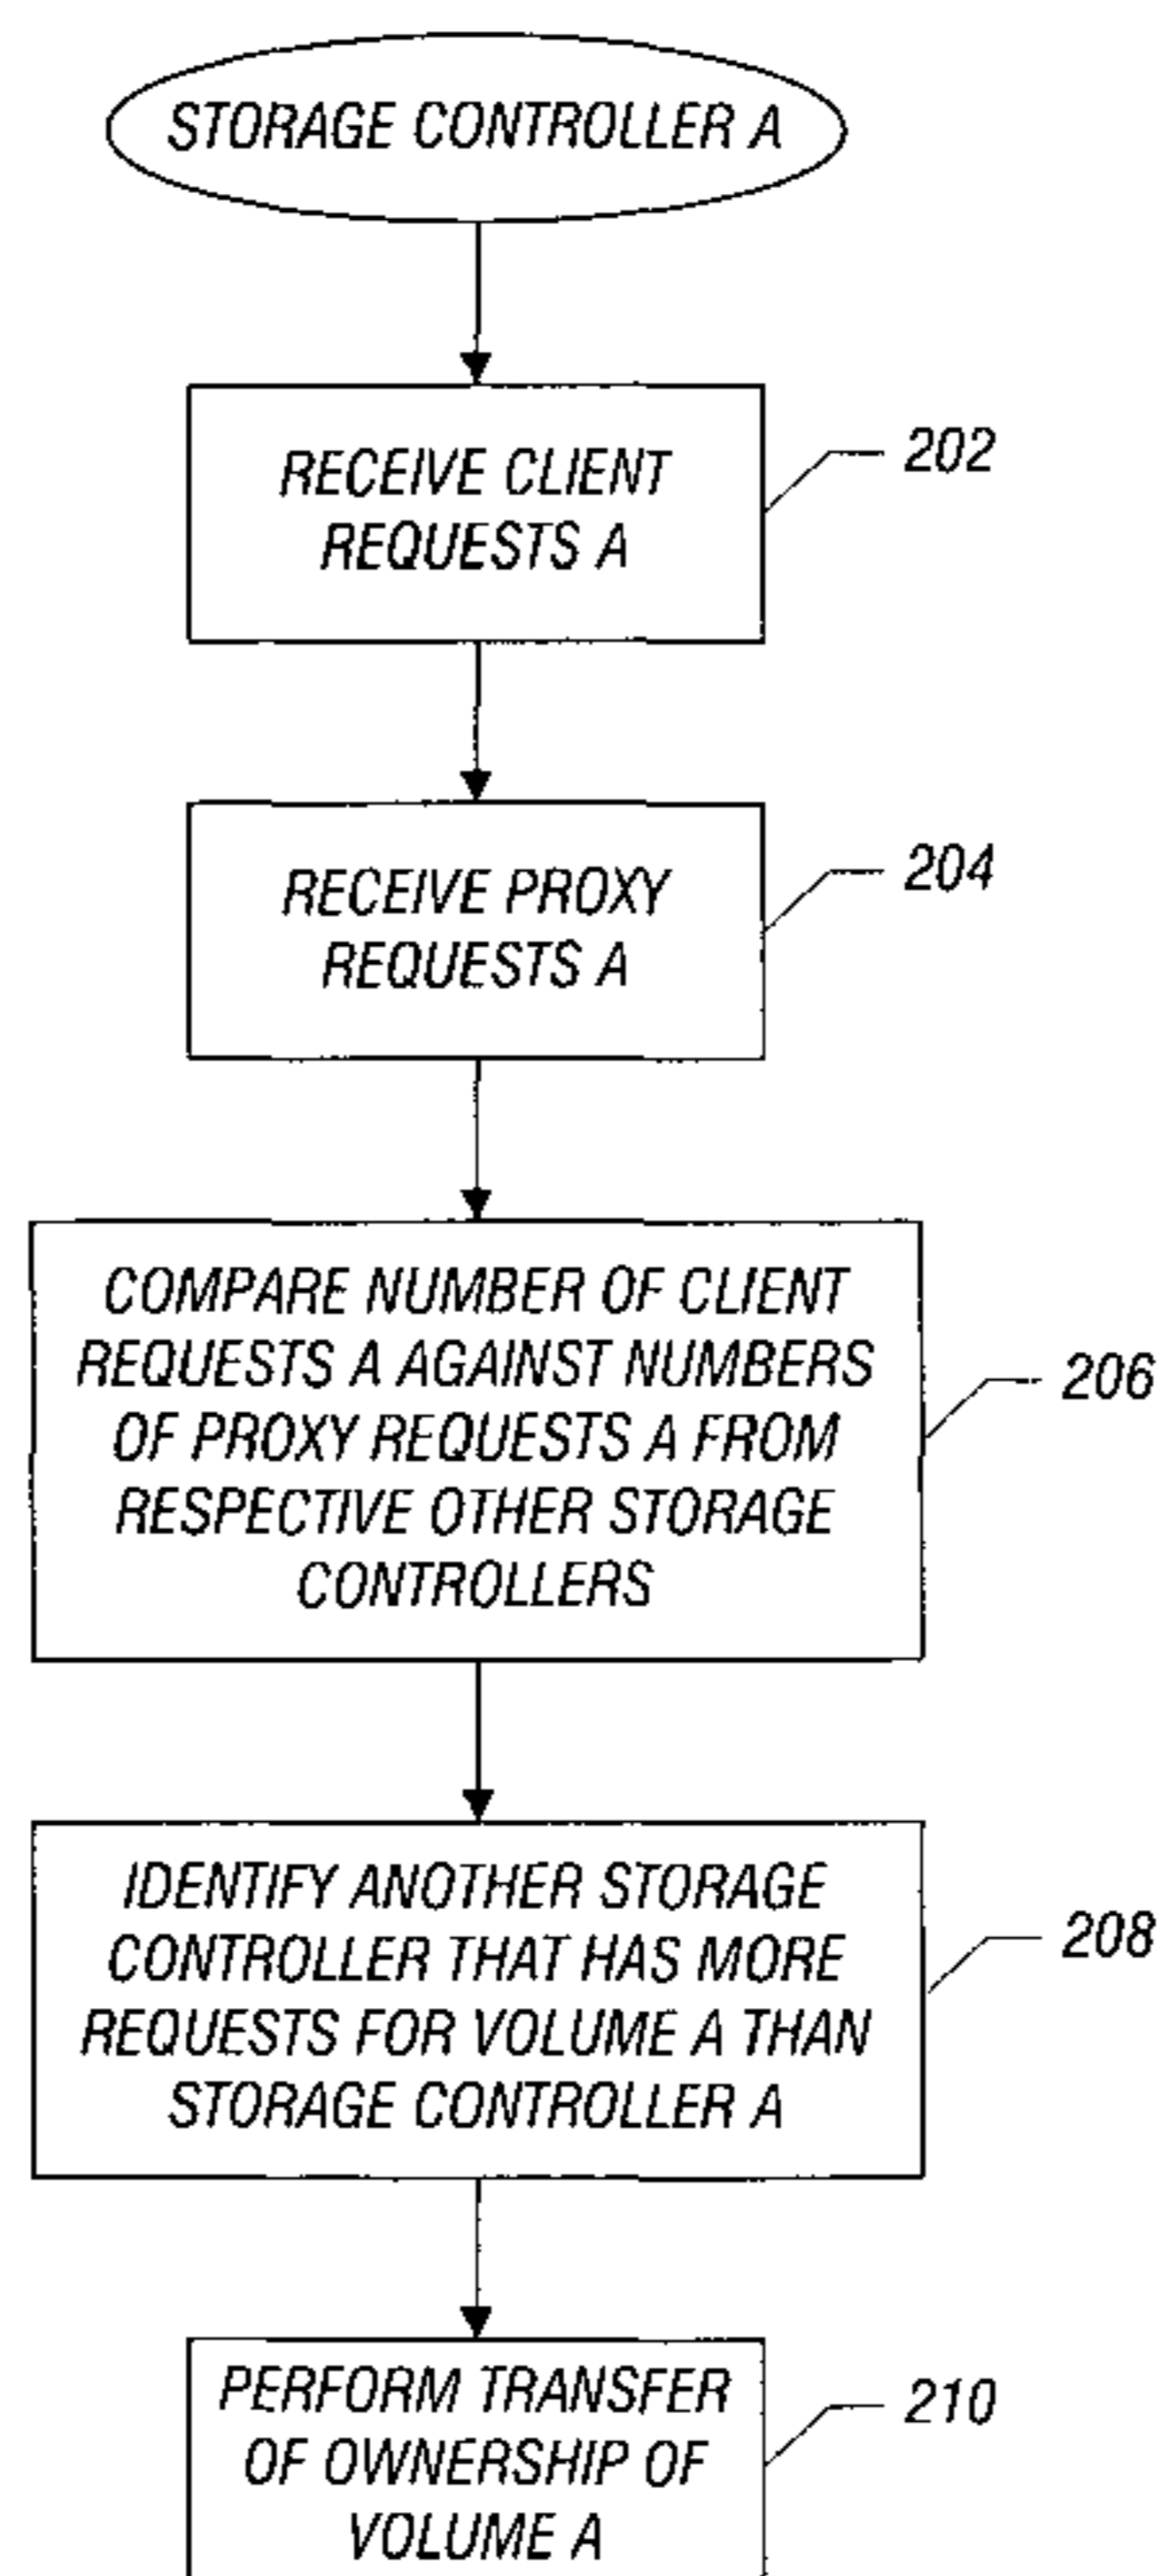 STORAGE CONTROLLER A
RECEIVE CLIENT
REQUESTS A
202
RECEIVE PROXY
REQUESTS A
204
COMPARE NUMBER OF CLIENT
REQUESTS A AGAINST NUMBERS
OF PROXY REQUESTS A FROM
RESPECTIVE OTHER STORAGE
CONTROLLERS
206
IDENTIFY ANOTHER STORAGE
CONTROLLER THAT HAS MORE
REQUESTS FOR VOLUME A THAN
STORAGE CONTROLLER A
208
PERFORM TRANSFER
OF OWNERSHIP OF
VOLUME A
210